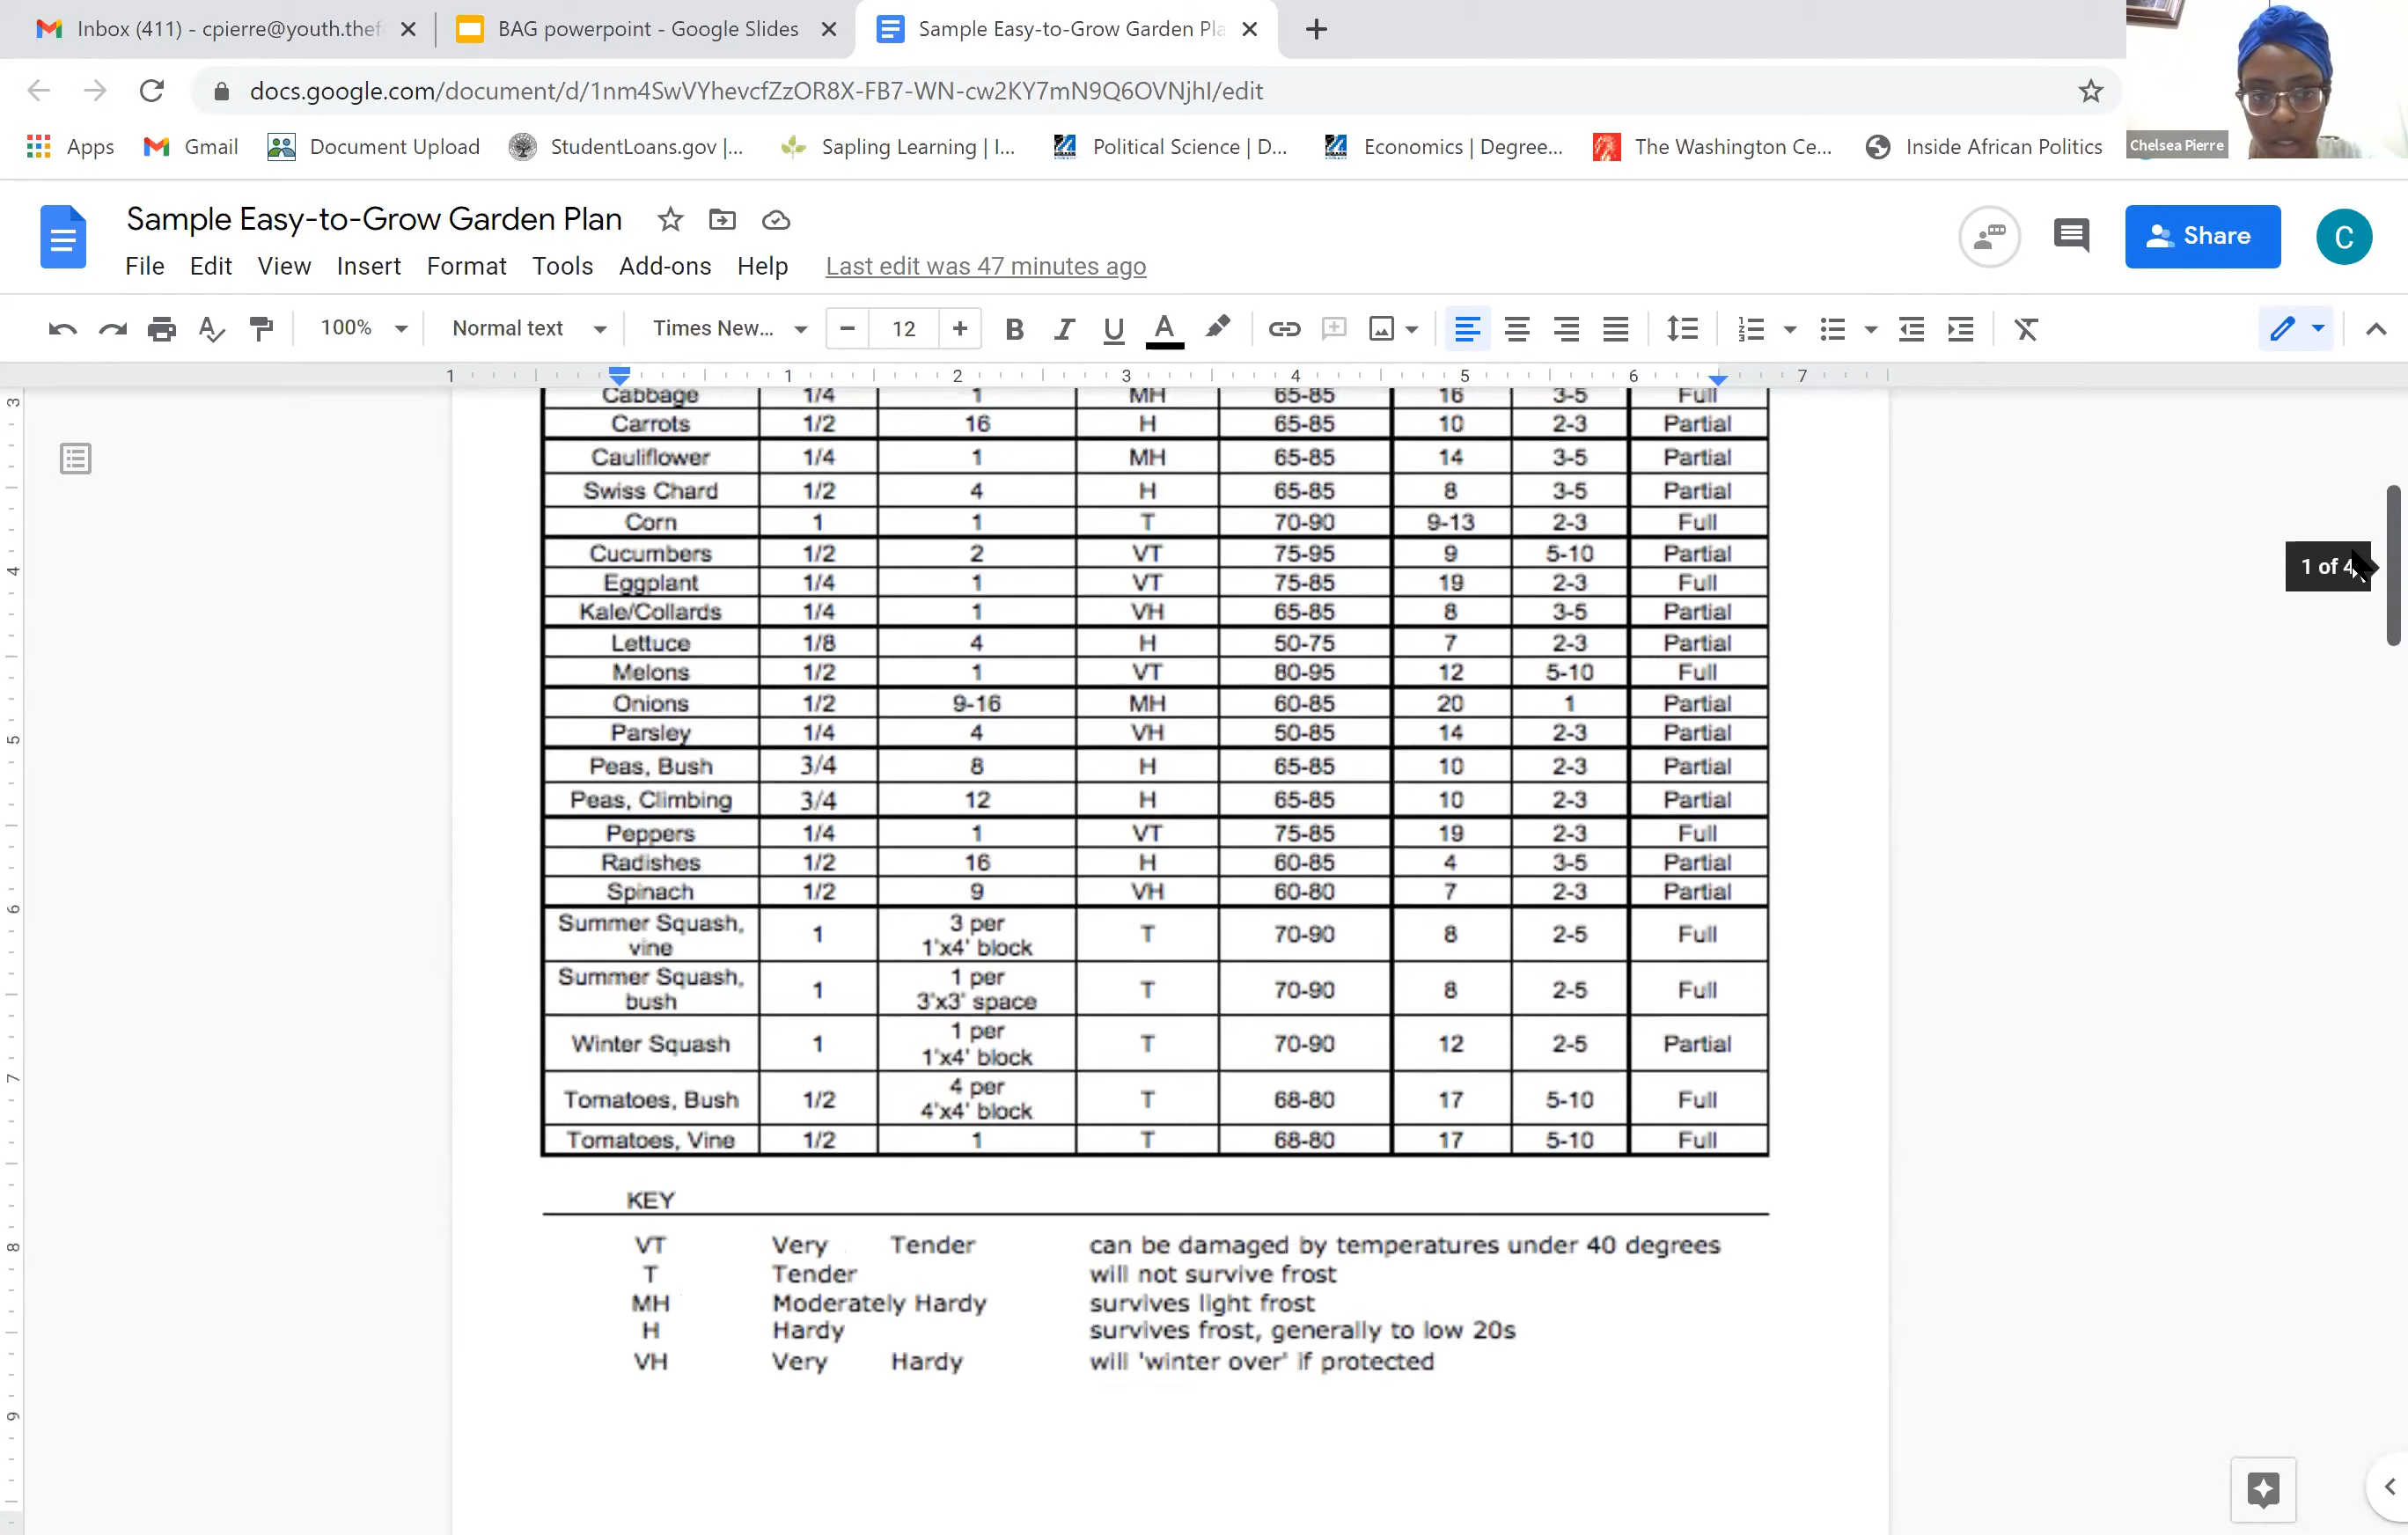 Inbox (411) - cpierre@youth.thef
BAG powerpoint - Google Slides
Sample Easy-to-Grow Garden Pla
docs.google.com/document/d/1nm4SwVYhevcfZzOR8X-FB7-WN-cw2KY7mN9Q6OVNjhI/edit
Apps Gmail Document Upload StudentLoans.gov |... Sapling Learning | I... Political Science | D... Economics | Degree... The Washington Ce... Inside African Politics
Chelsea Pierre
Sample Easy-to-Grow Garden Plan
File Edit View Insert Format Tools Add-ons Help Last edit was 47 minutes ago
Share
C
100% Normal text Times New... 12 B I U A
1 1 2 3 4 5 6 7
3
4
5
6
7
8
9
1 of 4
Cabbage 1/4 1 MH 65-85 16 3-5 Full
Carrots 1/2 16 H 65-85 10 2-3 Partial
Cauliflower 1/4 1 MH 65-85 14 3-5 Partial
Swiss Chard 1/2 4 H 65-85 8 3-5 Partial
Corn 1 1 T 70-90 9-13 2-3 Full
Cucumbers 1/2 2 VT 75-95 9 5-10 Partial
Eggplant 1/4 1 VT 75-85 19 2-3 Full
Kale/Collards 1/4 1 VH 65-85 8 3-5 Partial
Lettuce 1/8 4 H 50-75 7 2-3 Partial
Melons 1/2 1 VT 80-95 12 5-10 Full
Onions 1/2 9-16 MH 60-85 20 1 Partial
Parsley 1/4 4 VH 50-85 14 2-3 Partial
Peas, Bush 3/4 8 H 65-85 10 2-3 Partial
Peas, Climbing 3/4 12 H 65-85 10 2-3 Partial
Peppers 1/4 1 VT 75-85 19 2-3 Full
Radishes 1/2 16 H 60-85 4 3-5 Partial
Spinach 1/2 9 VH 60-80 7 2-3 Partial
Summer Squash, vine 1 3 per 1'x4' block T 70-90 8 2-5 Full
Summer Squash, bush 1 1 per 3'x3' space T 70-90 8 2-5 Full
Winter Squash 1 1 per 1'x4' block T 70-90 12 2-5 Partial
Tomatoes, Bush 1/2 4 per 4'x4' block T 68-80 17 5-10 Full
Tomatoes, Vine 1/2 1 T 68-80 17 5-10 Full
KEY
VT Very Tender can be damaged by temperatures under 40 degrees
T Tender will not survive frost
MH Moderately Hardy survives light frost
H Hardy survives frost, generally to low 20s
VH Very Hardy will 'winter over' if protected